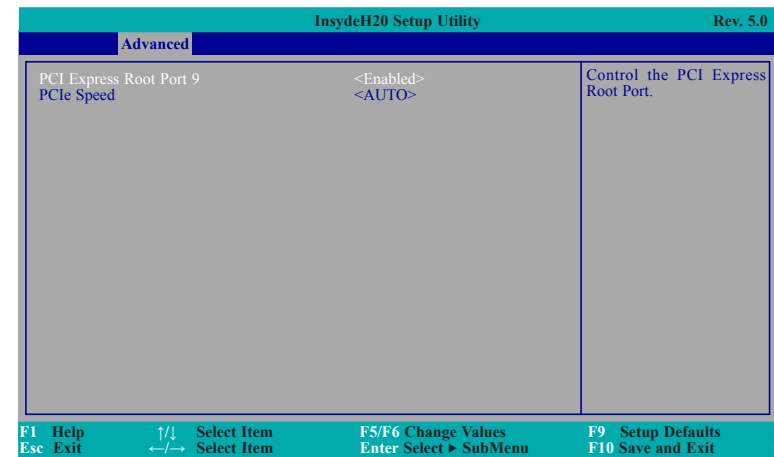 InsydeH20 Setup Utility Rev. 5.0
Advanced
PCI Express Root Port 9 <Enabled>
PCIe Speed <AUTO>
Control the PCI Express
Root Port.
F1 Help ↑/↓ Select Item F5/F6 Change Values F9 Setup Defaults
Esc Exit ←/→ Select Item Enter Select ► SubMenu F10 Save and Exit